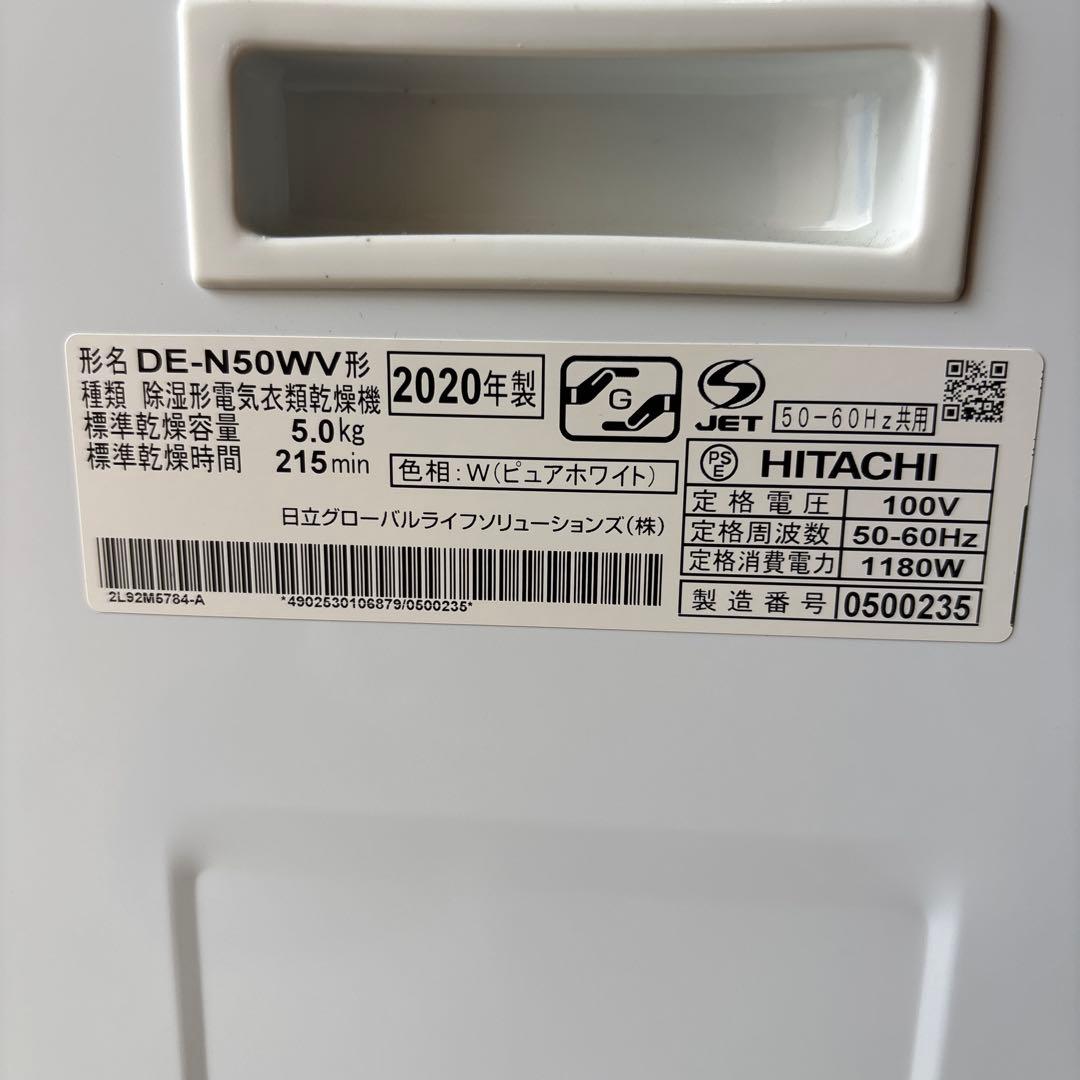 形名 DE-N50WV形
種類 除湿形電気衣類乾燥機
標準乾燥容量 5.0kg
標準乾燥時間 215min
2020年製
G
JET
50-60Hz共用
色相:W(ピュアホワイト)
日立グローバルライフソリューションズ(株)
2L92M5784-A
*4902530106879/0500235*
PSE HITACHI
定格電圧 100V
定格周波数 50-60Hz
定格消費電力 1180W
製造番号 0500235